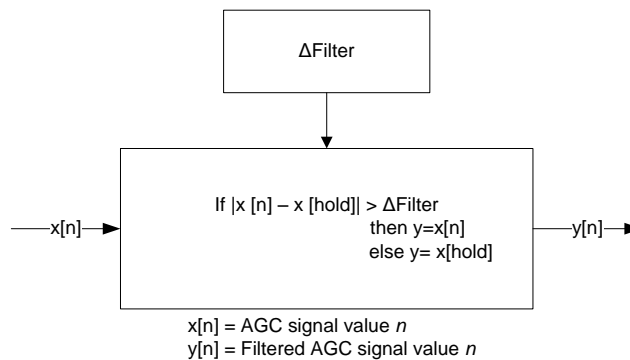 ΔFilter
If |x [n] – x [hold]| > ΔFilter
then y=x[n]
else y= x[hold]
x[n]
y[n]
x[n] = AGC signal value n
y[n] = Filtered AGC signal value n